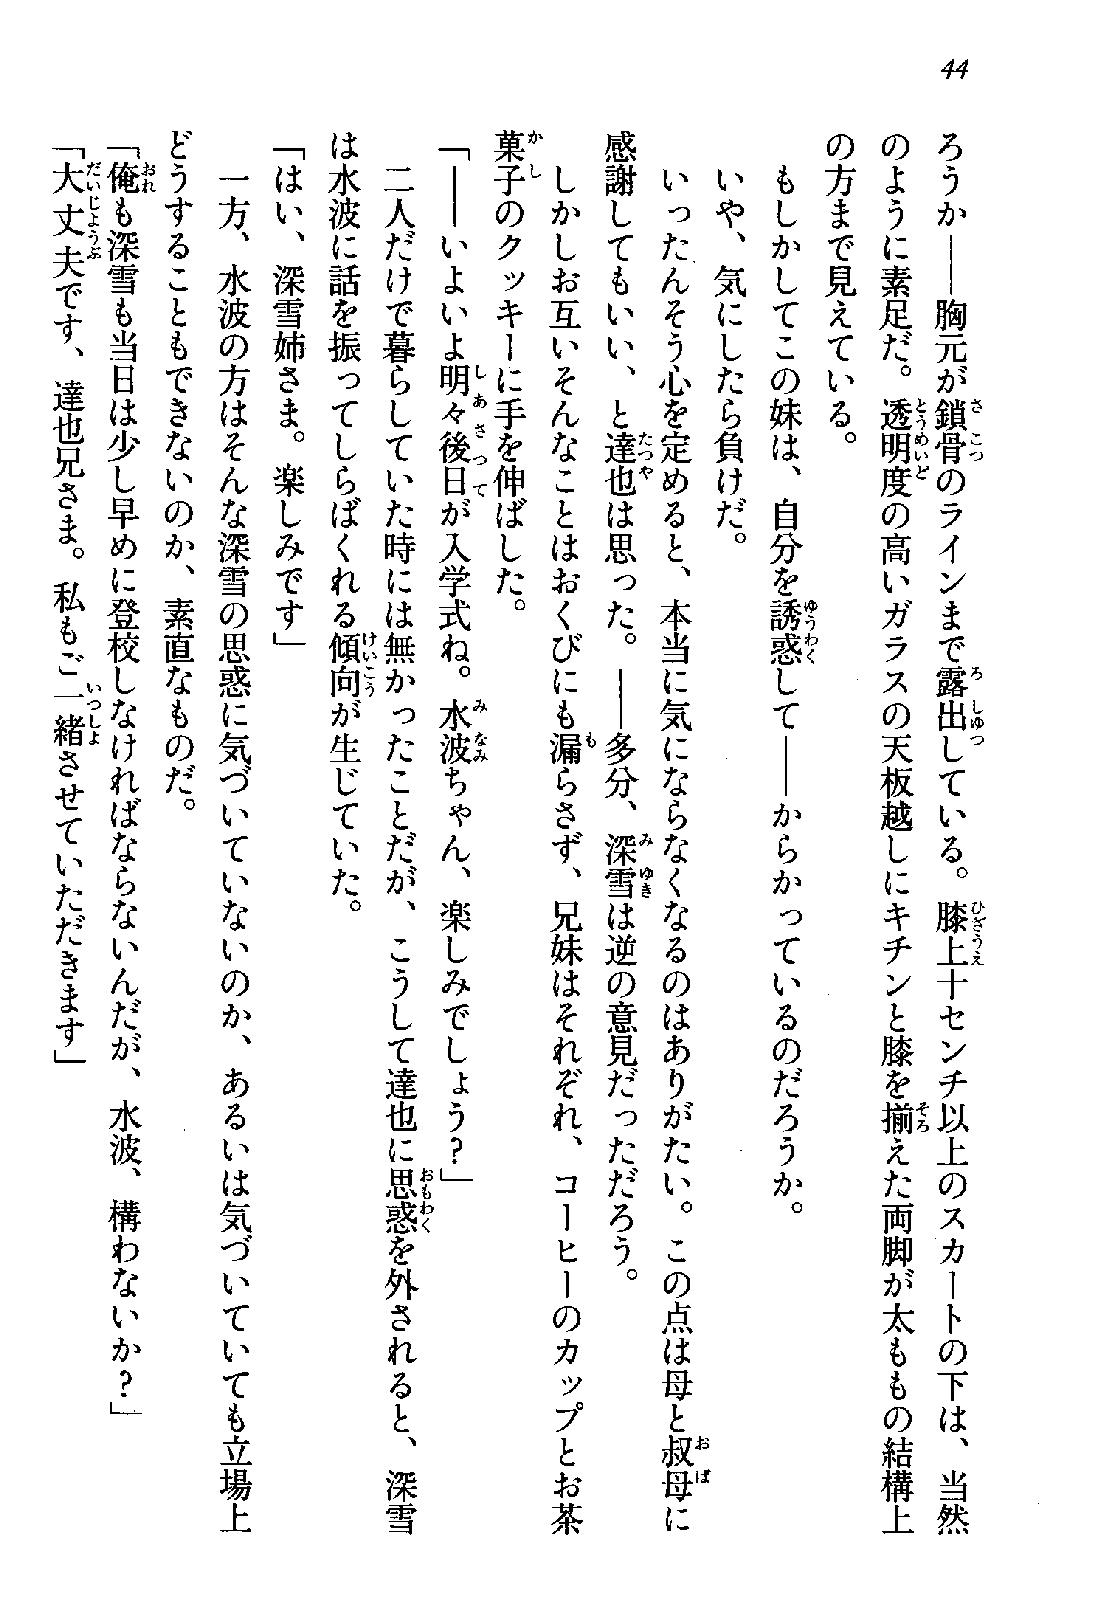 44
ろうか――胸元が鎖骨のラインまで露出している。膝上十センチ以上のスカートの下は、当然
のように素足だ。透明度の高いガラスの天板越しにキチンと膝を揃えた両脚が太ももの結構上
の方まで見えている。
もしかしてこの妹は、自分を誘惑して――からかっているのだろうか。
いや、気にしたら負けだ。
いったんそう心を定めると、本当に気にならなくなるのはありがたい。この点は母と叔母に
感謝してもいい、と達也は思った。――多分、深雪は逆の意見だっただろう。
しかしお互いそんなことはおくびにも漏らさず、兄妹はそれぞれ、コーヒーのカップとお茶
菓子のクッキーに手を伸ばした。
「――いよいよ明々後日が入学式ね。水波ちゃん、楽しみでしょう?」
二人だけで暮らしていた時には無かったことだが、こうして達也に思惑を外されると、深雪
は水波に話を振ってしらばくれる傾向が生じていた。
「はい、深雪姉さま。楽しみです」
一方、水波の方はそんな深雪の思惑に気づいていないのか、あるいは気づいていても立場上
どうすることもできないのか、素直なものだ。
「俺も深雪も当日は少し早めに登校しなければならないんだが、水波、構わないか?」
「大丈夫です、達也兄さま。私もご一緒させていただきます」